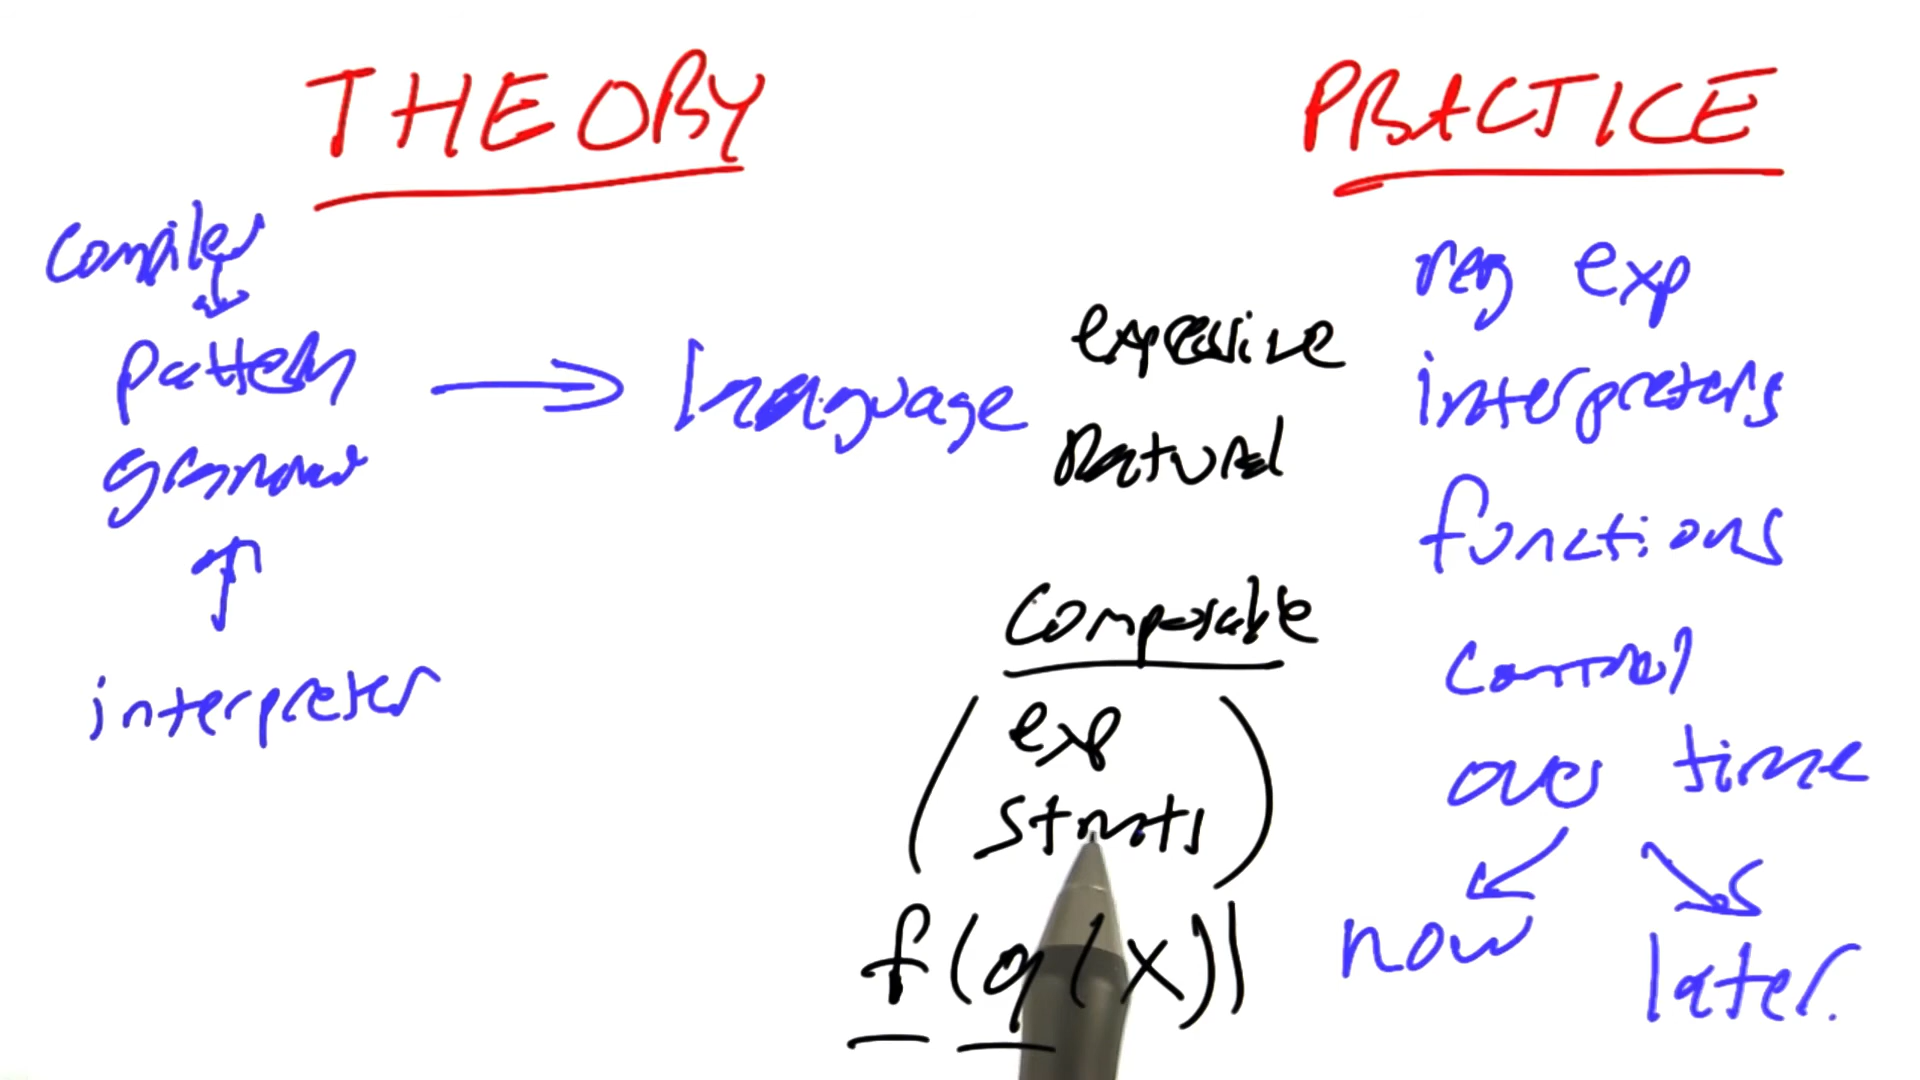 THEORY
PRACTICE
compiler
pattern
grammar
interpreter
language
expressive
natural
composable
(exp
stmts)
f(g(x))
reg exp
interpreters
functions
control
over time
now
later.